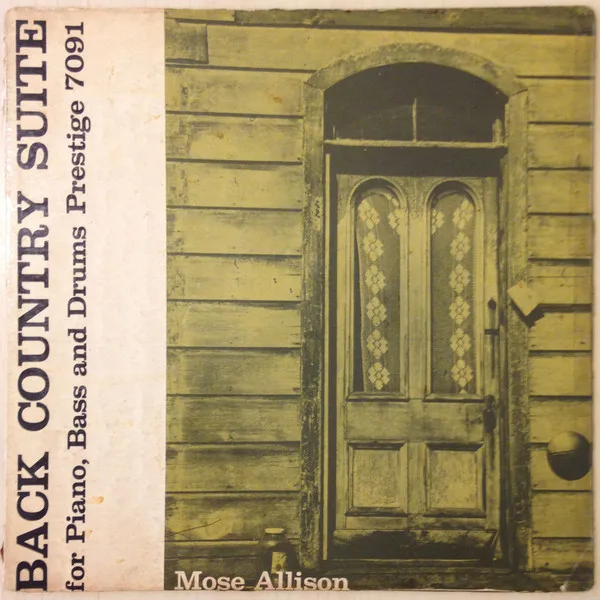 BACK COUNTRY SUITE
for Piano, Bass and Drums Prestige 7091
Mose Allison